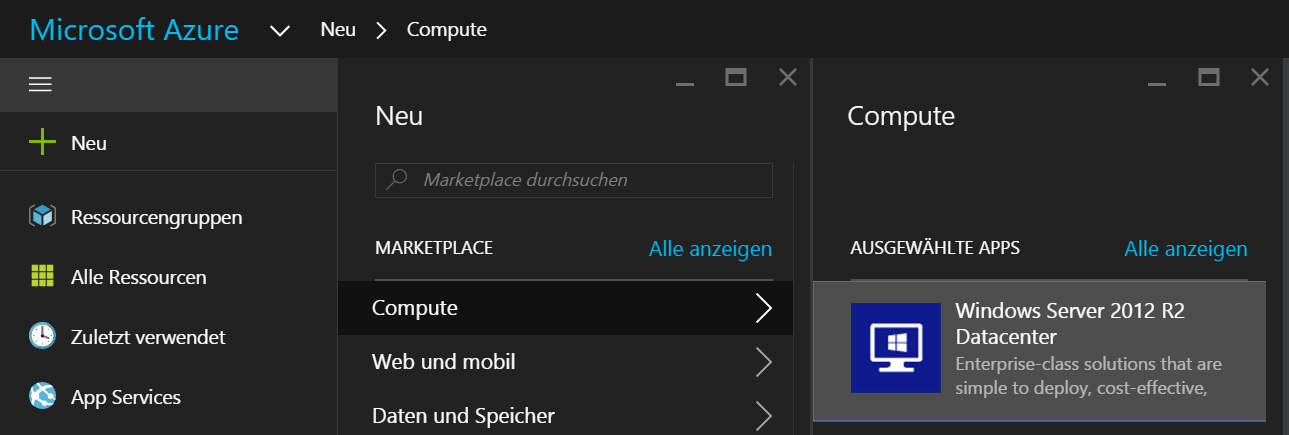 Microsoft Azure
Neu
Compute
Neu
Ressourcengruppen
Alle Ressourcen
Zuletzt verwendet
App Services
Neu
Marketplace durchsuchen
MARKETPLACE
Alle anzeigen
Compute
Web und mobil
Daten und Speicher
Compute
AUSGEWÄHLTE APPS
Alle anzeigen
Windows Server 2012 R2
Datacenter
Enterprise-class solutions that are
simple to deploy, cost-effective,